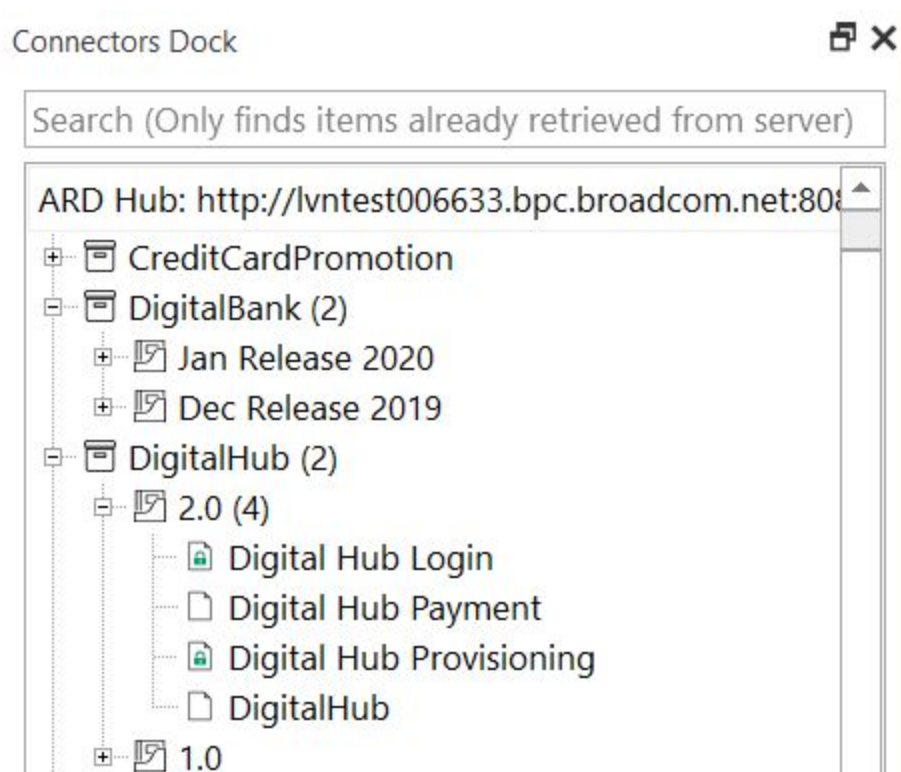 Connectors Dock
Search (Only finds items already retrieved from server)
ARD Hub: http://lvntest006633.bpc.broadcom.net:808
CreditCardPromotion
DigitalBank (2)
Jan Release 2020
Dec Release 2019
DigitalHub (2)
2.0 (4)
Digital Hub Login
Digital Hub Payment
Digital Hub Provisioning
DigitalHub
1.0